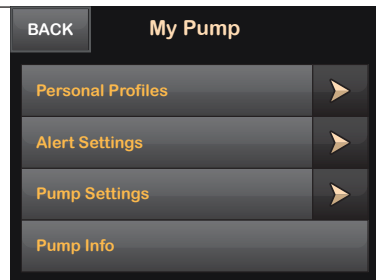 BACK
My Pump
Personal Profiles
Alert Settings
Pump Settings
Pump Info